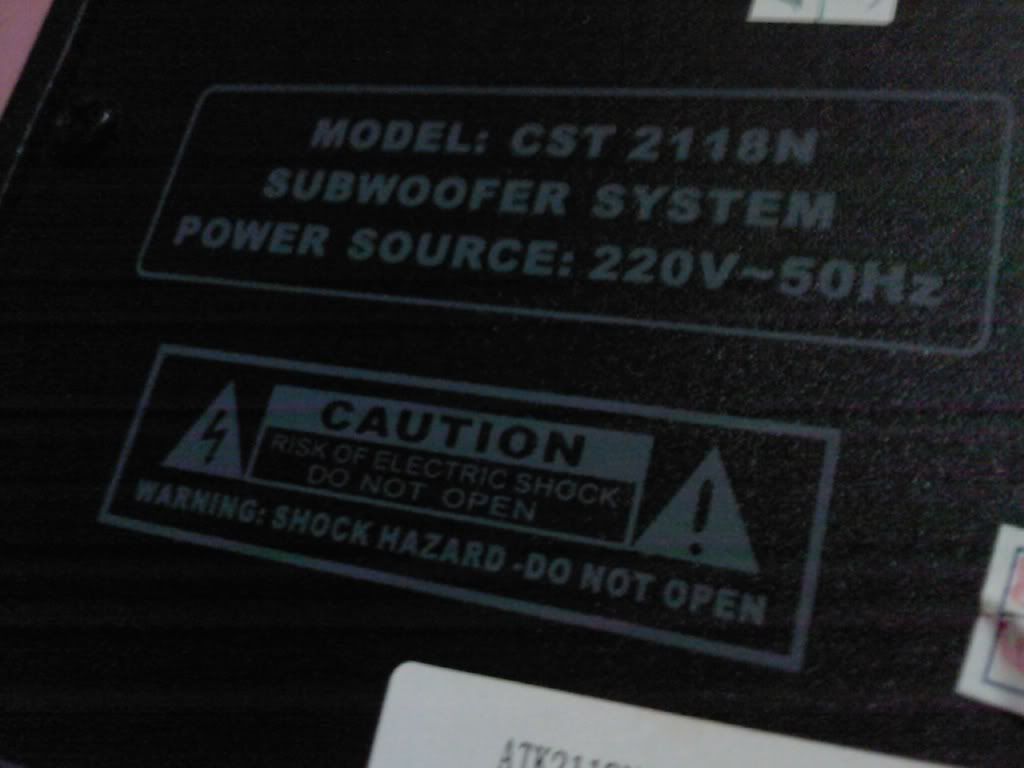 MODEL: CST 2118N
SUBWOOFER SYSTEM
POWER SOURCE: 220V~50Hz
CAUTION
RISK OF ELECTRIC SHOCK
DO NOT OPEN
WARNING: SHOCK HAZARD -DO NOT OPEN